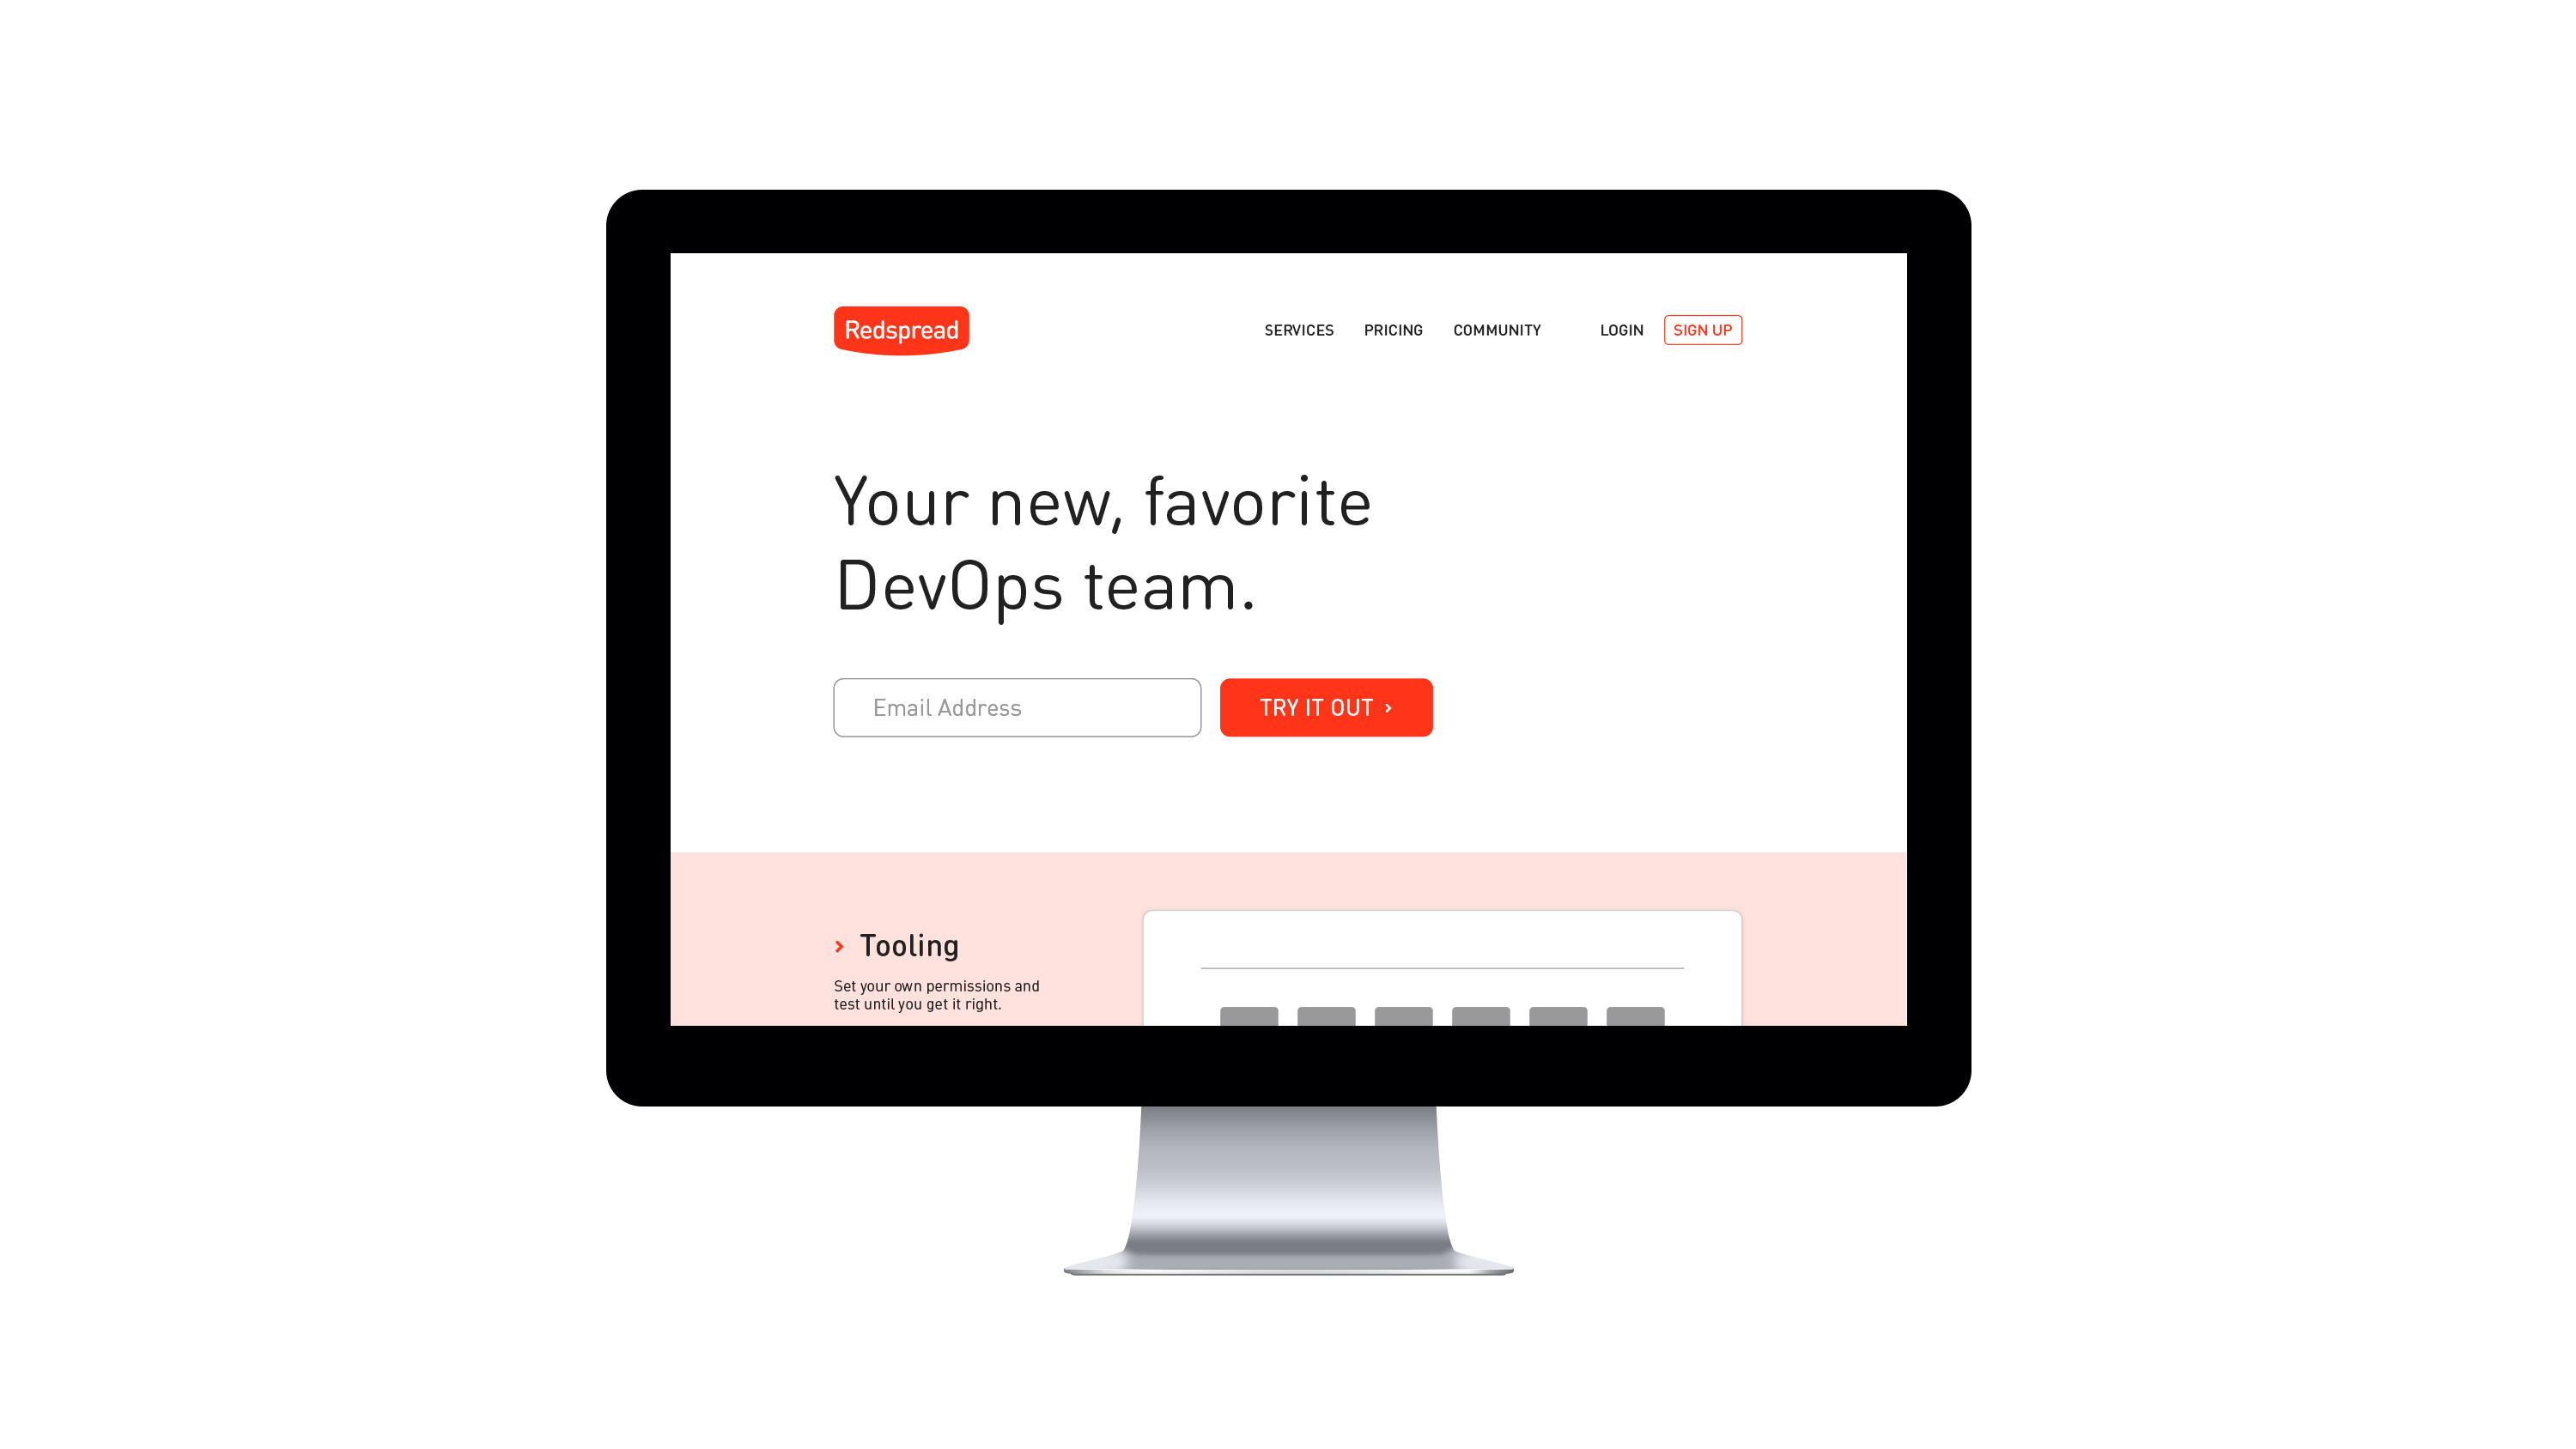 Redspread
SERVICES PRICING COMMUNITY LOGIN SIGN UP
Your new, favorite
DevOps team.
Email Address
TRY IT OUT ›
› Tooling
Set your own permissions and
test until you get it right.